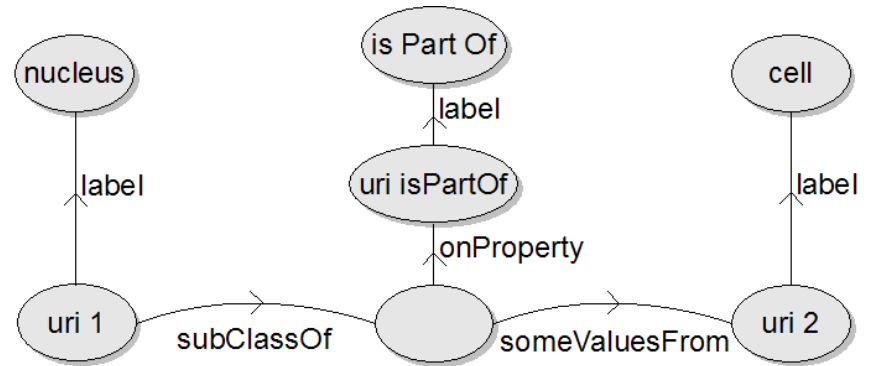 is Part Of
nucleus
cell
label
label
label
uri isPartOf
onProperty
uri 1
uri 2
subClassOf
someValuesFrom